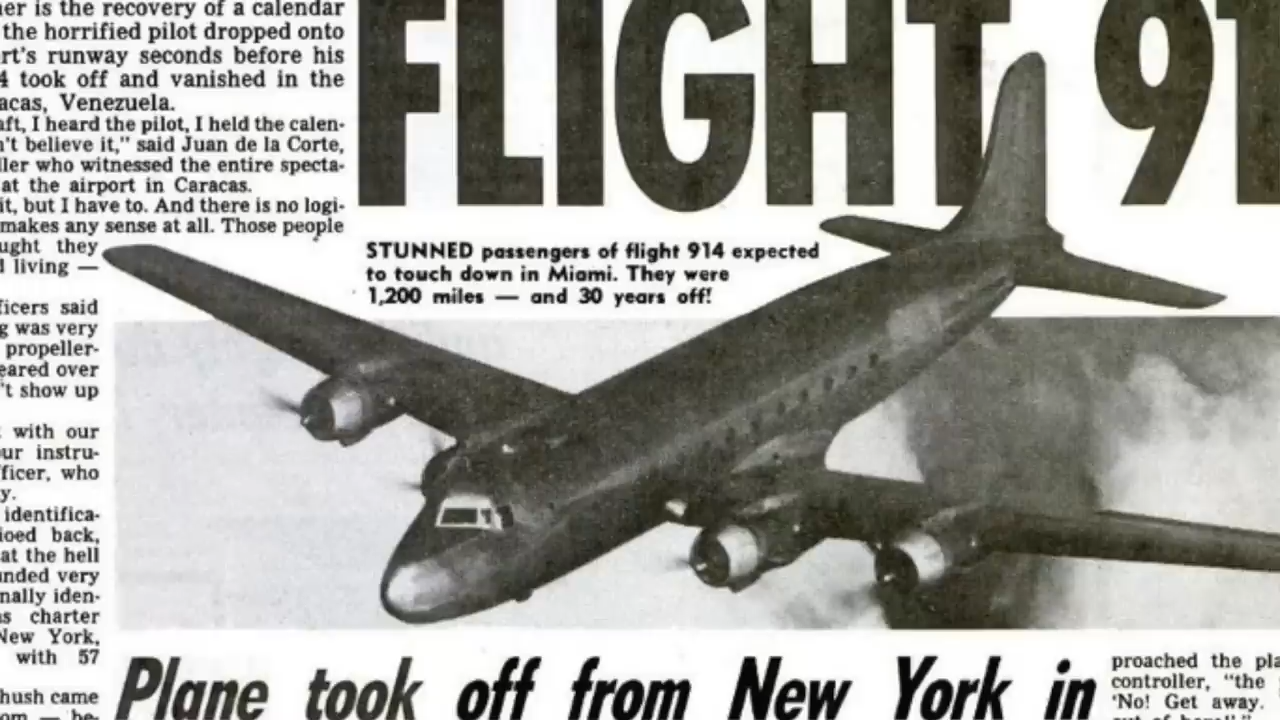 er is the recovery of a calendar
the horrified pilot dropped onto
rt's runway seconds before his
4 took off and vanished in the
acas, Venezuela.
aft, I heard the pilot, I held the calen-
't believe it," said Juan de la Corte,
ller who witnessed the entire specta-
at the airport in Caracas.
it, but I have to. And there is no logi-
makes any sense at all. Those people
ught they
d living —
ficers said
g was very
propeller-
eared over
't show up
with our
ur instru-
ficer, who
y.
identifica-
ioed back,
at the hell
unded very
nally iden-
as charter
New York,
with 57
hush came
om — be-
FLIGHT 91
STUNNED passengers of flight 914 expected
to touch down in Miami. They were
1,200 miles — and 30 years off!
Plane took off from New York in
proached the pla
controller, "the
'No! Get away.
out of here!'"